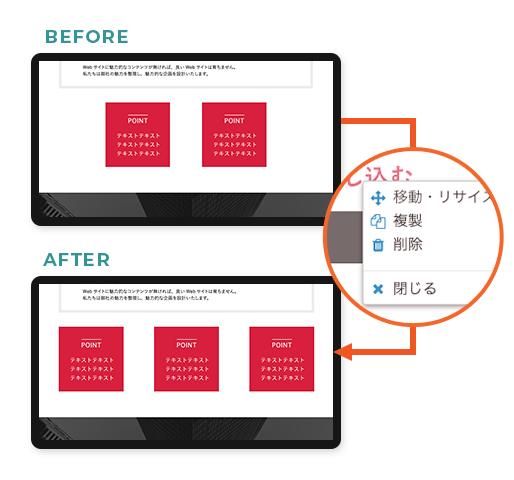 BEFORE
Webサイトに魅力的なコンテンツが無ければ、良いWebサイトは育ちません。
私たちは御社の魅力を整理し、魅力的な企画を設計いたします。
POINT
テキストテキスト
テキストテキスト
テキストテキスト
POINT
テキストテキスト
テキストテキスト
テキストテキスト
し込む
移動・リサイズ
複製
削除
閉じる
AFTER
Webサイトに魅力的なコンテンツが無ければ、良いWebサイトは育ちません。
私たちは御社の魅力を整理し、魅力的な企画を設計いたします。
POINT
テキストテキスト
テキストテキスト
テキストテキスト
POINT
テキストテキスト
テキストテキスト
テキストテキスト
POINT
テキストテキスト
テキストテキスト
テキストテキスト